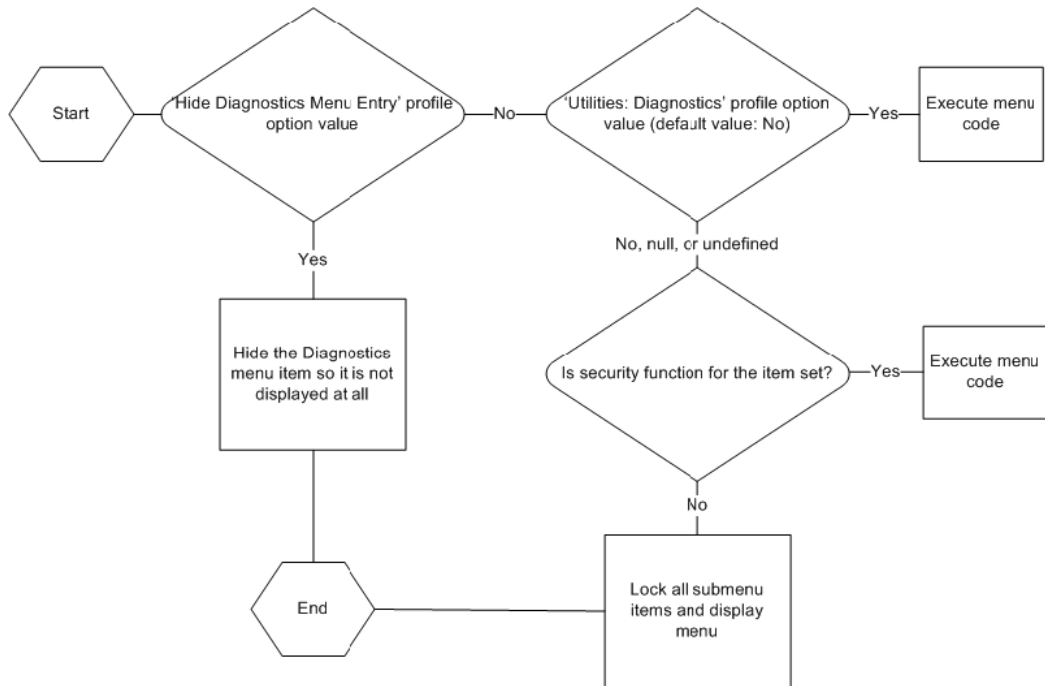 Start
'Hide Diagnostics Menu Entry' profile
option value
No
'Utilities: Diagnostics' profile option
value (default value: No)
Yes
Execute menu
code
Yes
No, null, or undefined
Hide the Diagnostics
menu item so it is not
displayed at all
Is security function for the item set?
Yes
Execute menu
code
No
End
Lock all submenu
items and display
menu